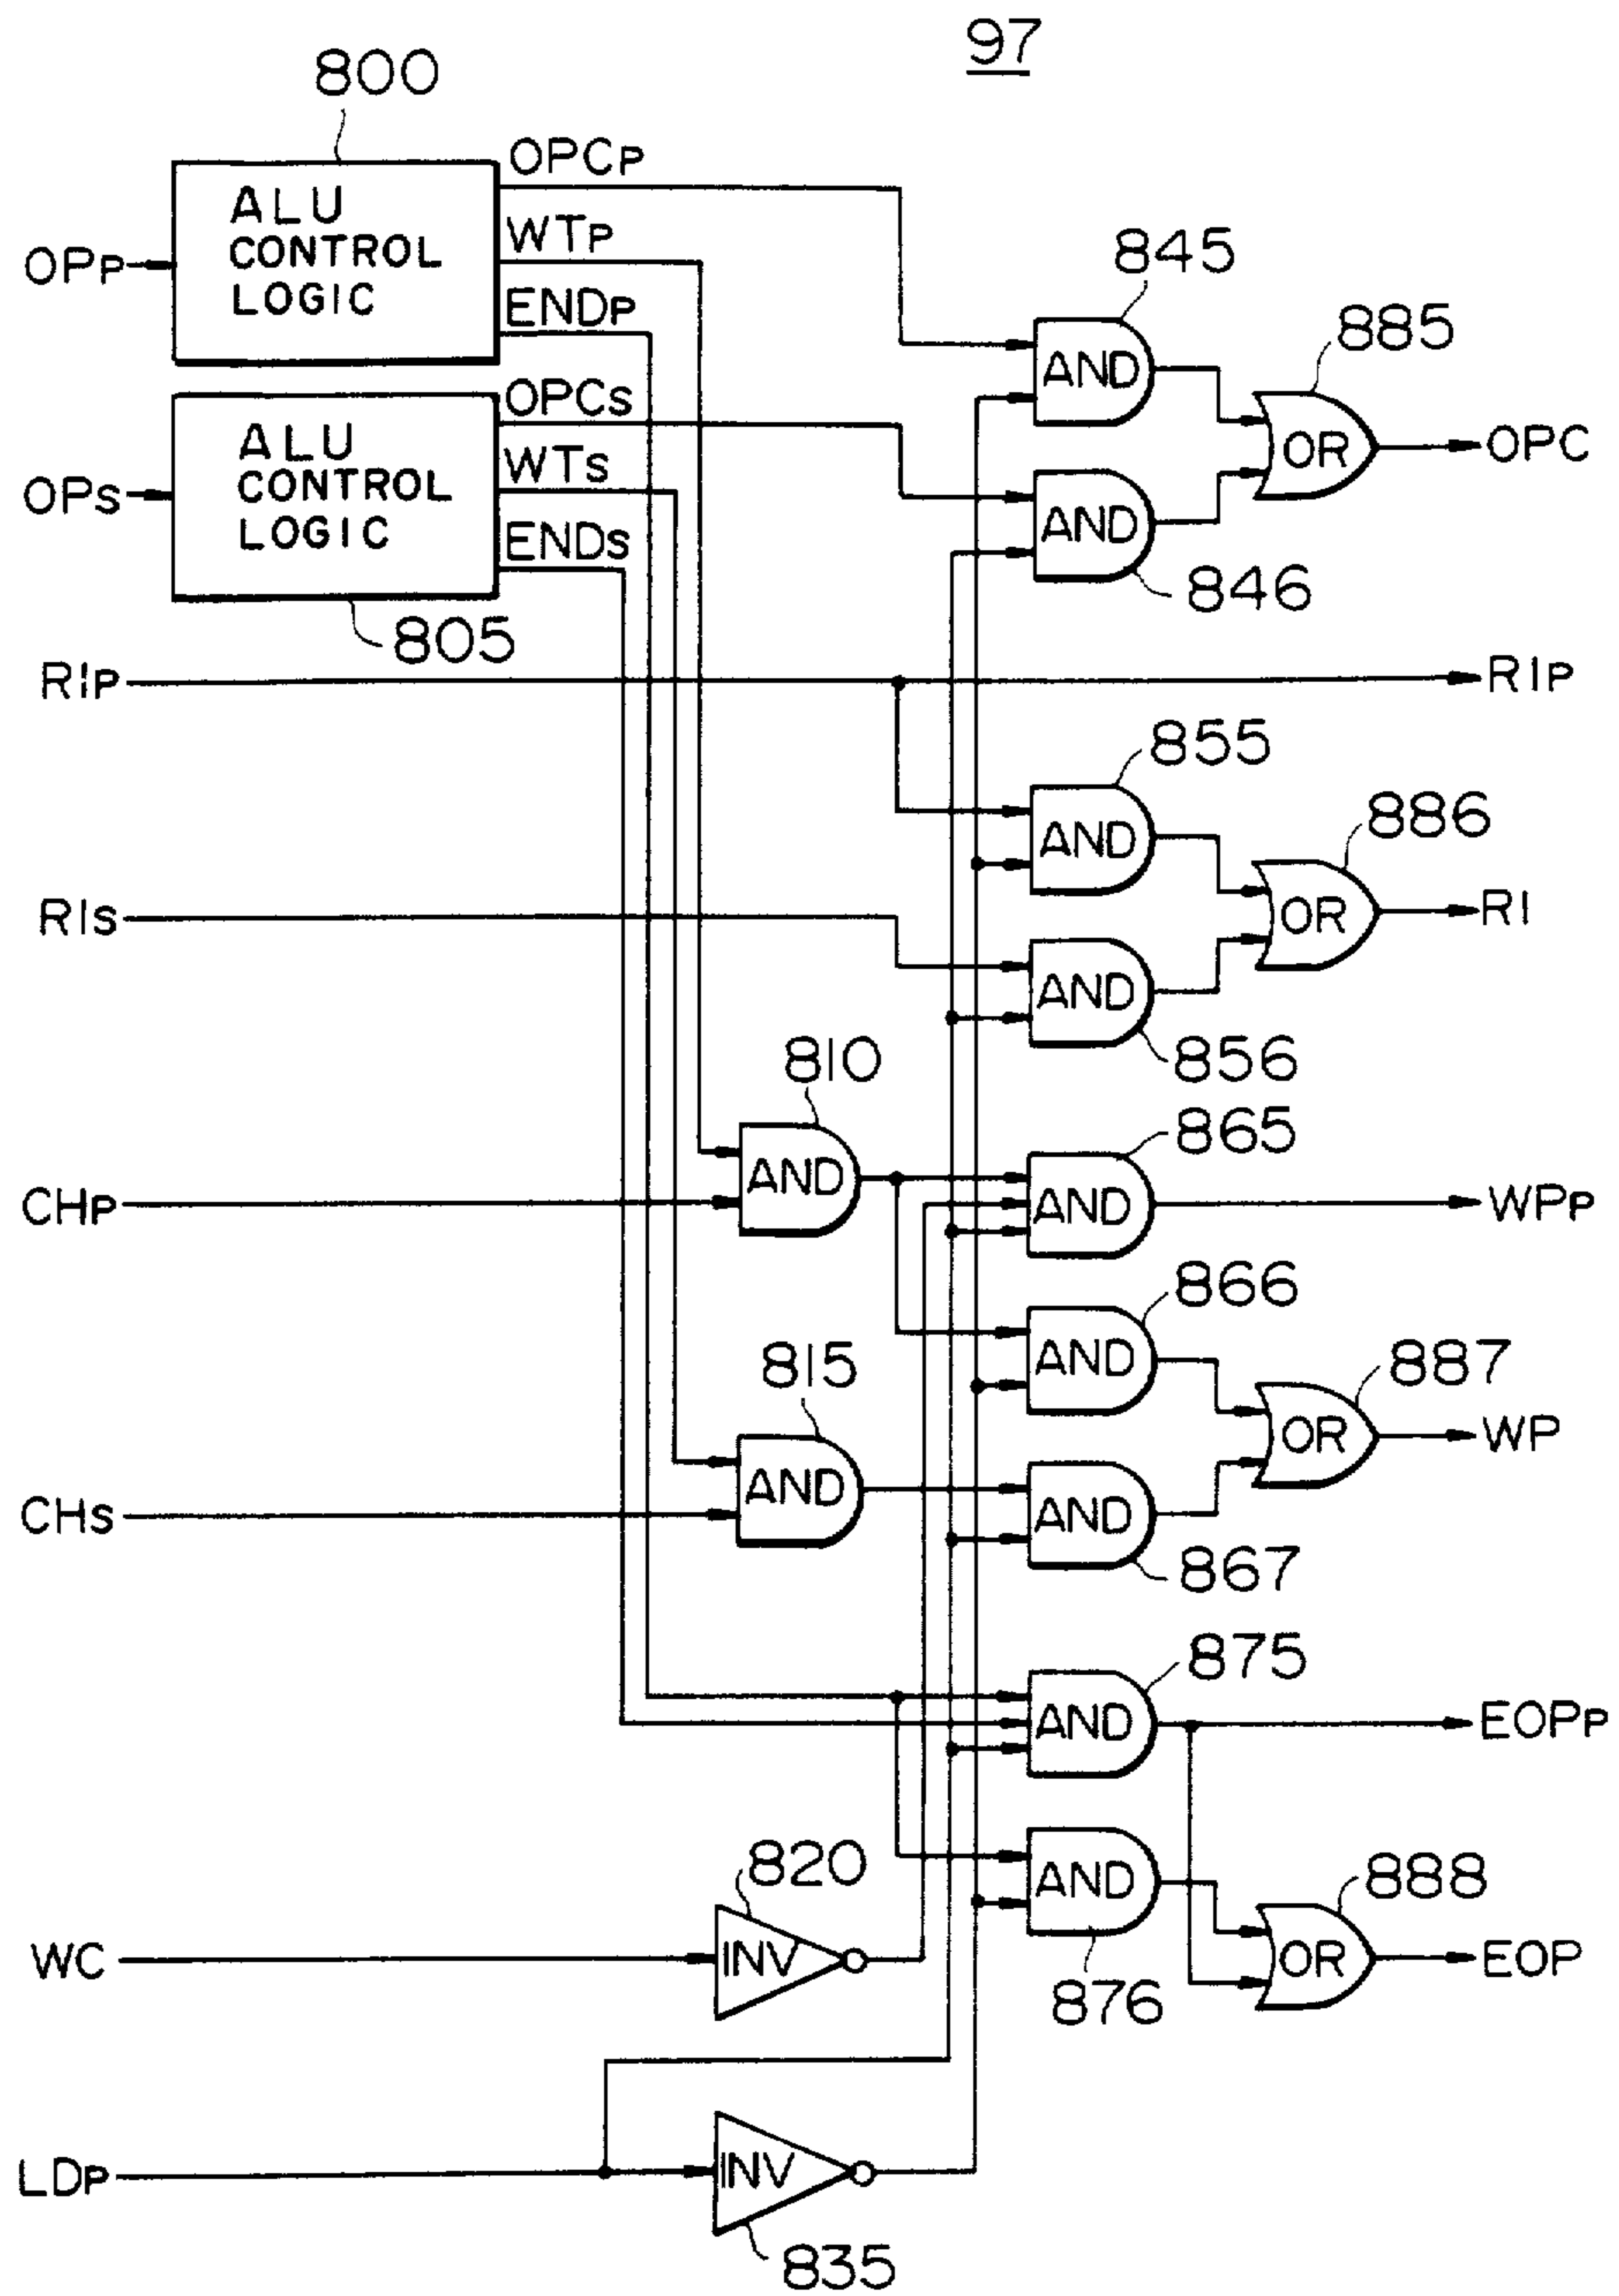 97
800
OPCP
ALU
CONTROL
LOGIC
WTP
OPP
ENDP
845
885
OPCS
AND
ALU
CONTROL
LOGIC
WTS
OR
OPC
OPS
ENDS
AND
846
805
RIP
RIP
855
886
AND
RIS
OR
RI
AND
856
810
865
AND
CHP
AND
WPP
866
815
887
AND
OR
WP
AND
CHS
AND
867
875
AND
EOPP
820
AND
888
WC
INV
OR
EOP
876
LDP
INV
835